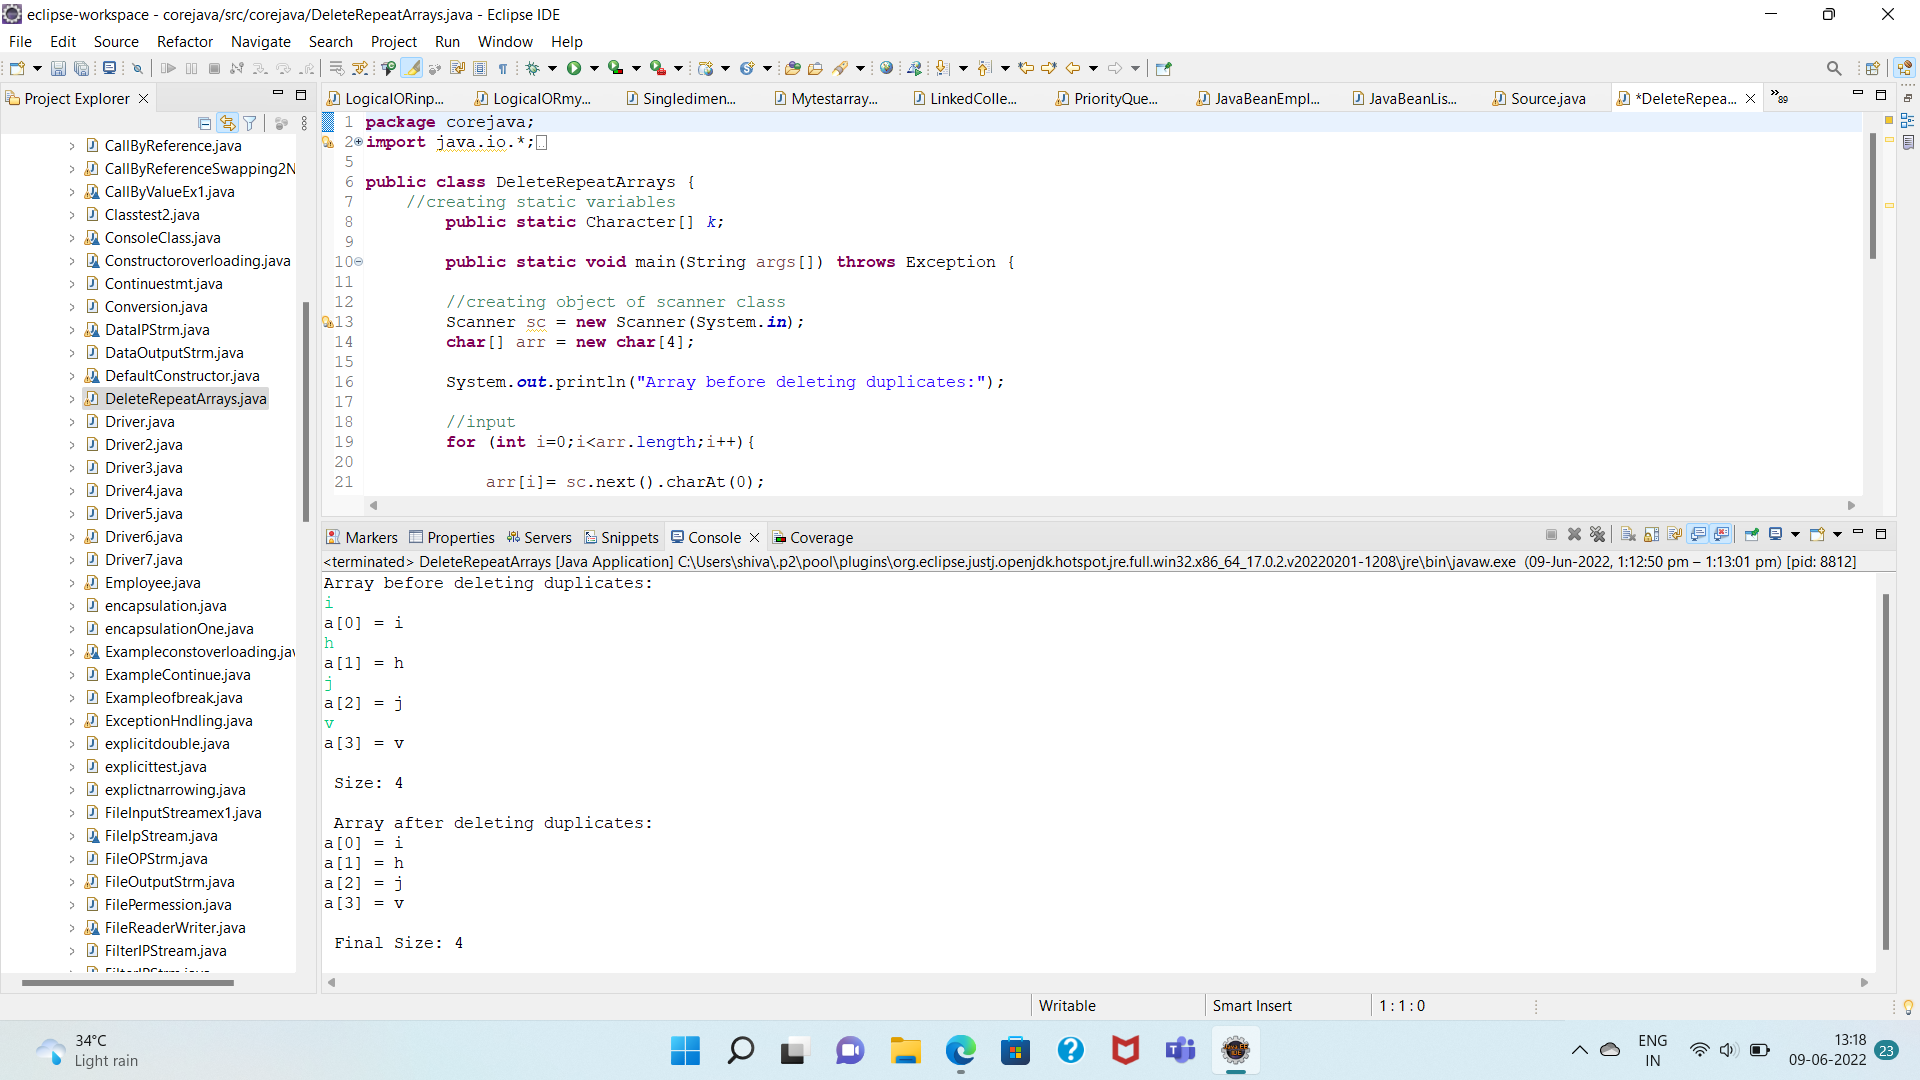 eclipse-workspace - corejava/src/corejava/DeleteRepeatArrays.java - Eclipse IDE
File Edit Source Refactor Navigate Search Project Run Window Help
Project Explorer
LogicalORinp...
LogicalORmy...
Singledimen...
Mytestarray...
LinkedColle...
PriorityQue...
JavaBeanEmpl...
JavaBeanLis...
Source.java
*DeleteRepea...
89
CallByReference.java
CallByReferenceSwapping2N
CallByValueEx1.java
Classtest2.java
ConsoleClass.java
Constructoroverloading.java
Continuestmt.java
Conversion.java
DataIPStrm.java
DataOutputStrm.java
DefaultConstructor.java
DeleteRepeatArrays.java
Driver.java
Driver2.java
Driver3.java
Driver4.java
Driver5.java
Driver6.java
Driver7.java
Employee.java
encapsulation.java
encapsulationOne.java
Exampleconstoverloading.jav
ExampleContinue.java
Exampleofbreak.java
ExceptionHndling.java
explicitdouble.java
explicittest.java
explictnarrowing.java
FileInputStreamex1.java
FileIpStream.java
FileOPStrm.java
FileOutputStrm.java
FilePermession.java
FileReaderWriter.java
FilterIPStream.java
1 package corejava;
2 import java.io.*;
5
6 public class DeleteRepeatArrays {
7 //creating static variables
8 public static Character[] k;
9
10 public static void main(String args[]) throws Exception {
11
12 //creating object of scanner class
13 Scanner sc = new Scanner(System.in);
14 char[] arr = new char[4];
15
16 System.out.println("Array before deleting duplicates:");
17
18 //input
19 for (int i=0;i<arr.length;i++){
20
21 arr[i]= sc.next().charAt(0);
Markers Properties Servers Snippets Console Coverage
<terminated> DeleteRepeatArrays [Java Application] C:\Users\shiva\.p2\pool\plugins\org.eclipse.justj.openjdk.hotspot.jre.full.win32.x86_64_17.0.2.v20220201-1208\jre\bin\javaw.exe (09-Jun-2022, 1:12:50 pm – 1:13:01 pm) [pid: 8812]
Array before deleting duplicates:
i
a[0] = i
h
a[1] = h
j
a[2] = j
v
a[3] = v
Size: 4
Array after deleting duplicates:
a[0] = i
a[1] = h
a[2] = j
a[3] = v
Final Size: 4
Writable
Smart Insert
1 : 1 : 0
34°C
Light rain
ENG
IN
13:18
09-06-2022
23